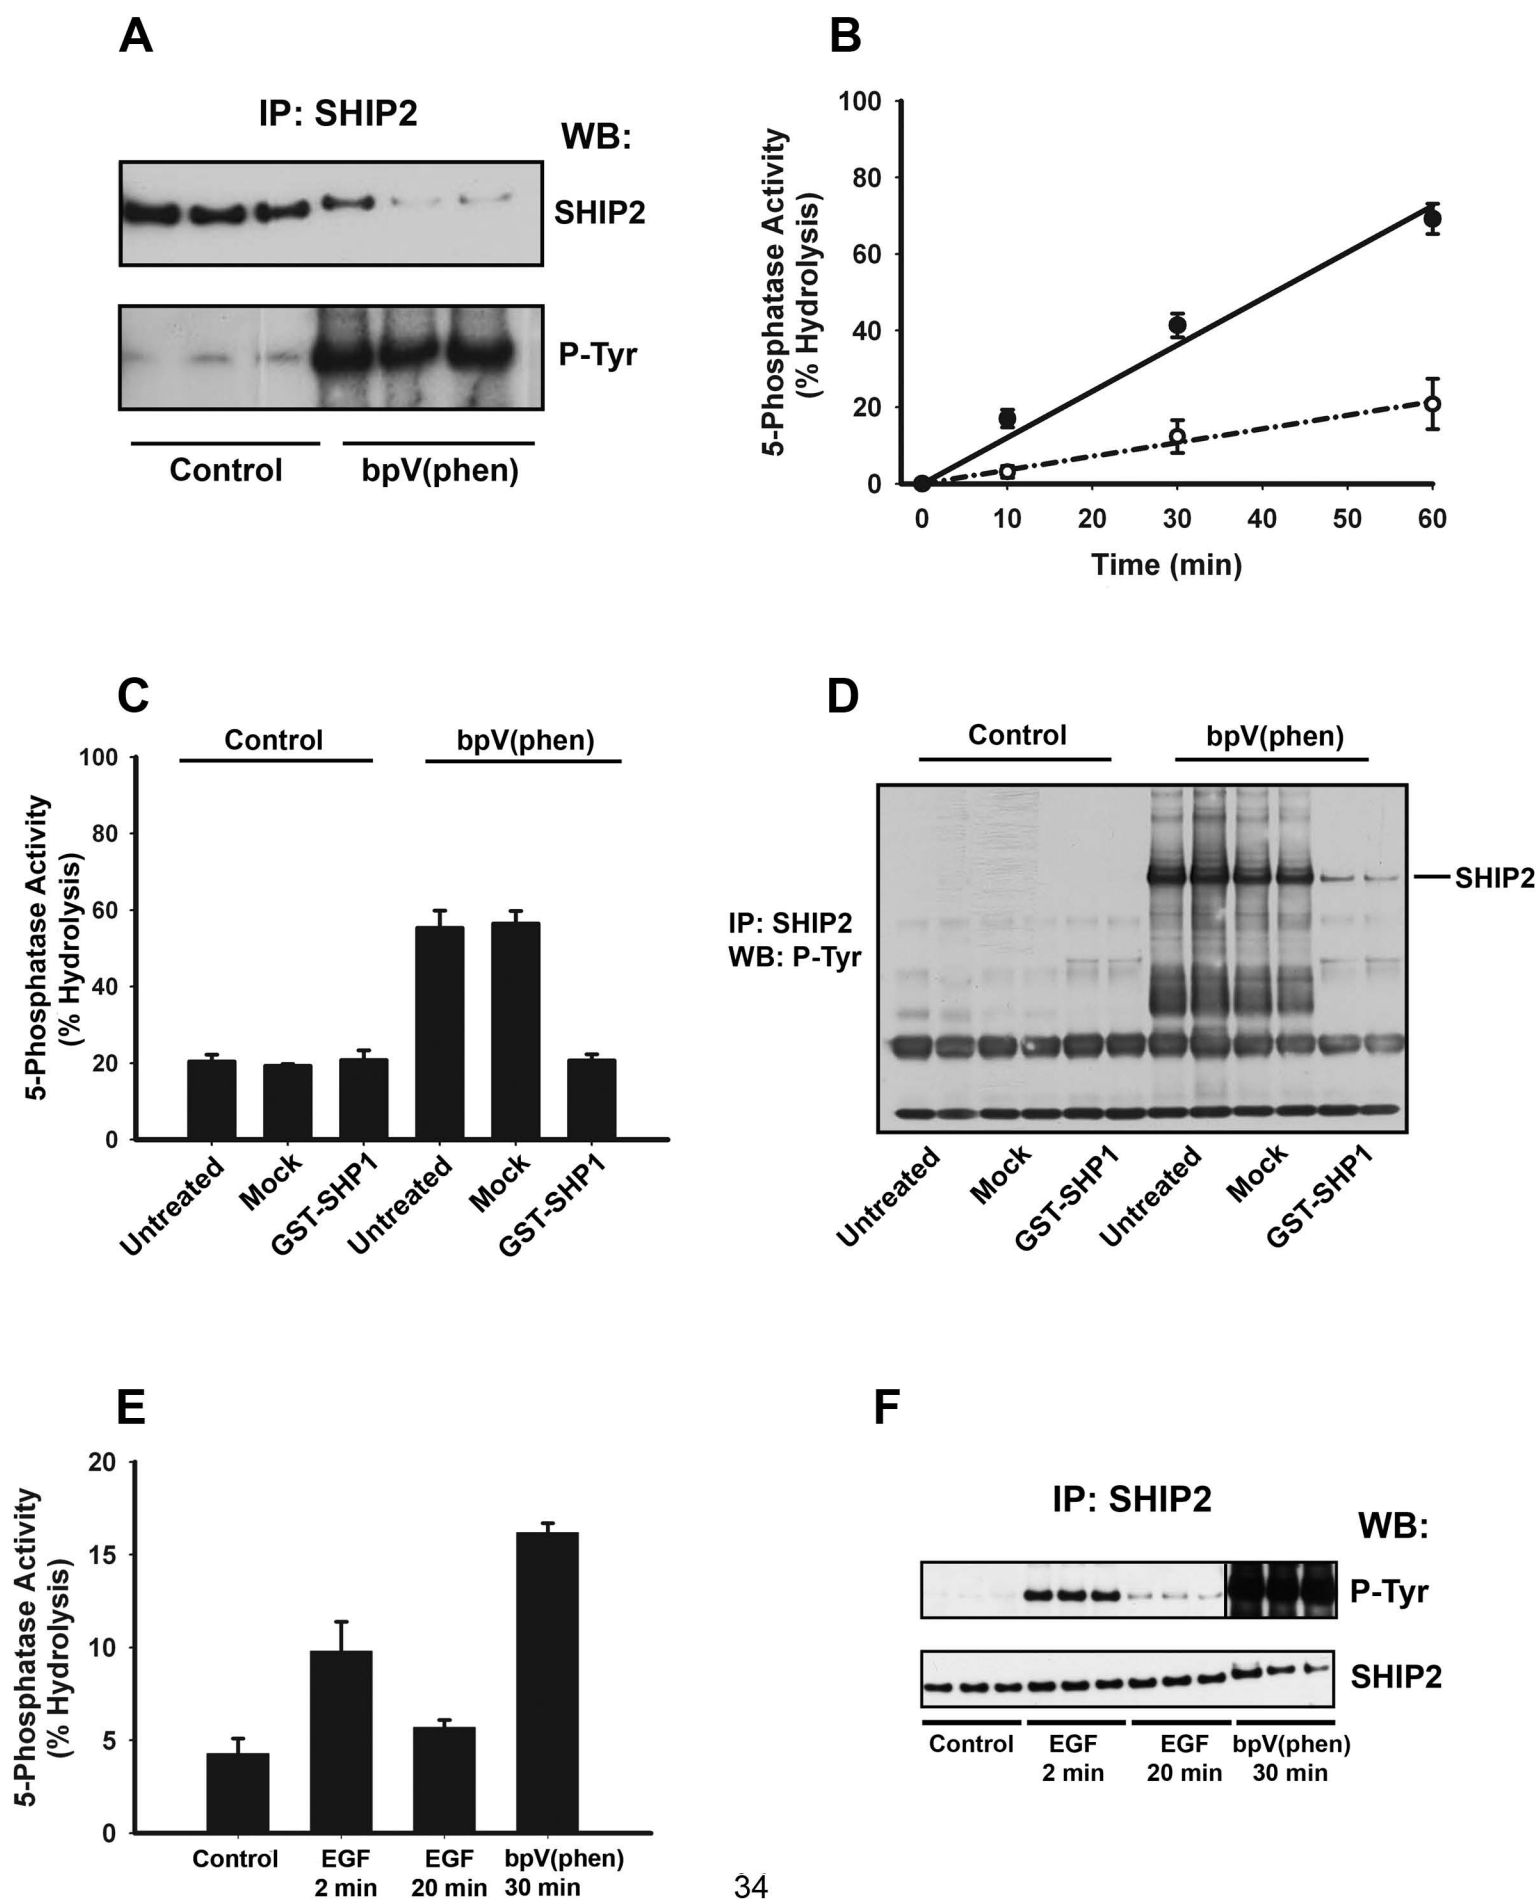 A
IP: SHIP2
WB:
SHIP2
P-Tyr
Control
bpV(phen)
B
5-Phosphatase Activity
(% Hydrolysis)
100
80
60
40
20
0
0 10 20 30 40 50 60
Time (min)
C
Control
bpV(phen)
5-Phosphatase Activity
(% Hydrolysis)
100
80
60
40
20
0
Untreated
Mock
GST-SHP1
Untreated
Mock
GST-SHP1
D
Control
bpV(phen)
IP: SHIP2
WB: P-Tyr
SHIP2
Untreated
Mock
GST-SHP1
Untreated
Mock
GST-SHP1
E
5-Phosphatase Activity
(% Hydrolysis)
20
15
10
5
0
Control
EGF
2 min
EGF
20 min
bpV(phen)
30 min
F
IP: SHIP2
WB:
P-Tyr
SHIP2
Control
EGF
2 min
EGF
20 min
bpV(phen)
30 min
34